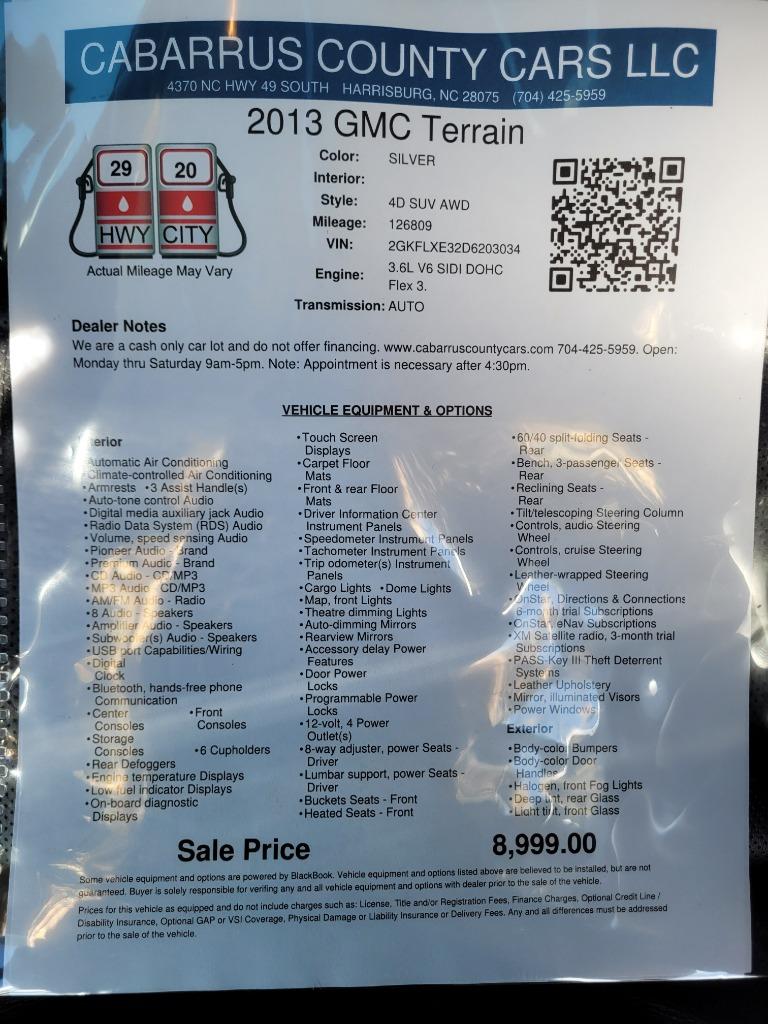 CABARRUS COUNTY CARS LLC
4370 NC HWY 49 SOUTH HARRISBURG, NC 28075 (704) 425-5959
2013 GMC Terrain
29 20
HWY CITY
Actual Mileage May Vary
Color: SILVER
Interior:
Style: 4D SUV AWD
Mileage: 126809
VIN: 2GKFLXE32D6203034
Engine: 3.6L V6 SIDI DOHC
Flex 3.
Transmission: AUTO
Dealer Notes
We are a cash only car lot and do not offer financing. www.cabarruscountycars.com 704-425-5959. Open:
Monday thru Saturday 9am-5pm. Note: Appointment is necessary after 4:30pm.
VEHICLE EQUIPMENT & OPTIONS
Interior
Automatic Air Conditioning
Climate-controlled Air Conditioning
•Armrests •3 Assist Handle(s)
•Auto-tone control Audio
•Digital media auxiliary jack Audio
•Radio Data System (RDS) Audio
•Volume, speed sensing Audio
•Pioneer Audio - Brand
•Premium Audio - Brand
•CD Audio - CD/MP3
•MP3 Audio - CD/MP3
•AM/FM Audio - Radio
•8 Audio - Speakers
•Amplifier Audio - Speakers
•Subwoofer(s) Audio - Speakers
•USB port Capabilities/Wiring
•Digital
Clock
•Bluetooth, hands-free phone
Communication
•Center •Front
Consoles Consoles
•Storage
Consoles •6 Cupholders
•Rear Defoggers
•Engine temperature Displays
•Low fuel indicator Displays
•On-board diagnostic
Displays
•Touch Screen
Displays
•Carpet Floor
Mats
•Front & rear Floor
Mats
•Driver Information Center
Instrument Panels
•Speedometer Instrument Panels
•Tachometer Instrument Panels
•Trip odometer(s) Instrument
Panels
•Cargo Lights •Dome Lights
•Map, front Lights
•Theatre dimming Lights
•Auto-dimming Mirrors
•Rearview Mirrors
•Accessory delay Power
Features
•Door Power
Locks
•Programmable Power
Locks
•12-volt, 4 Power
Outlet(s)
•8-way adjuster, power Seats -
Driver
•Lumbar support, power Seats -
Driver
•Buckets Seats - Front
•Heated Seats - Front
•60/40 split-folding Seats -
Rear
•Bench, 3-passenger Seats -
Rear
•Reclining Seats -
Rear
•Tilt/telescoping Steering Column
•Controls, audio Steering
Wheel
•Controls, cruise Steering
Wheel
•Leather-wrapped Steering
Wheel
•OnStar, Directions & Connections
6-month trial Subscriptions
•OnStar, eNav Subscriptions
•XM Satellite radio, 3-month trial
Subscriptions
•PASS-Key III Theft Deterrent
Systems
•Leather Upholstery
•Mirror, illuminated Visors
•Power Windows
Exterior
•Body-color Bumpers
•Body-color Door
Handles
•Halogen, front Fog Lights
•Deep tint, rear Glass
•Light tint, front Glass
Sale Price 8,999.00
Some vehicle equipment and options are powered by BlackBook. Vehicle equipment and options listed above are believed to be installed, but are not
guaranteed. Buyer is solely responsible for verifing any and all vehicle equipment and options with dealer prior to the sale of the vehicle.
Prices for this vehicle as equipped and do not include charges such as: License, Title and/or Registration Fees, Finance Charges, Optional Credit Line /
Disability Insurance, Optional GAP or VSI Coverage, Physical Damage or Liability Insurance or Delivery Fees. Any and all differences must be addressed
prior to the sale of the vehicle.